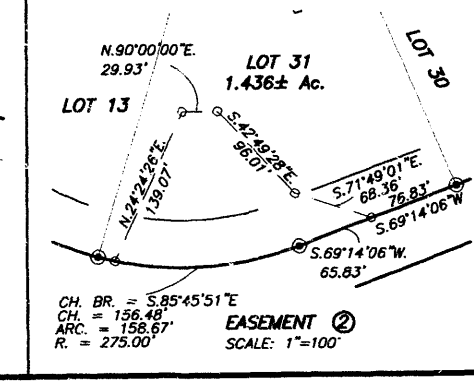 N.90°00'00"E.
29.93'
LOT 31
1.436± Ac.
LOT 30
LOT 13
N.24°24'26"E.
139.07'
S.42°49'28"E.
96.01'
S.71°49'01"E.
68.36'
76.83'
S.69°14'06"W.
S.69°14'06"W.
65.83'
CH. BR. = S.85°45'51"E
CH. = 156.48'
ARC. = 158.67'
R. = 275.00'
EASEMENT 2
SCALE: 1"=100'